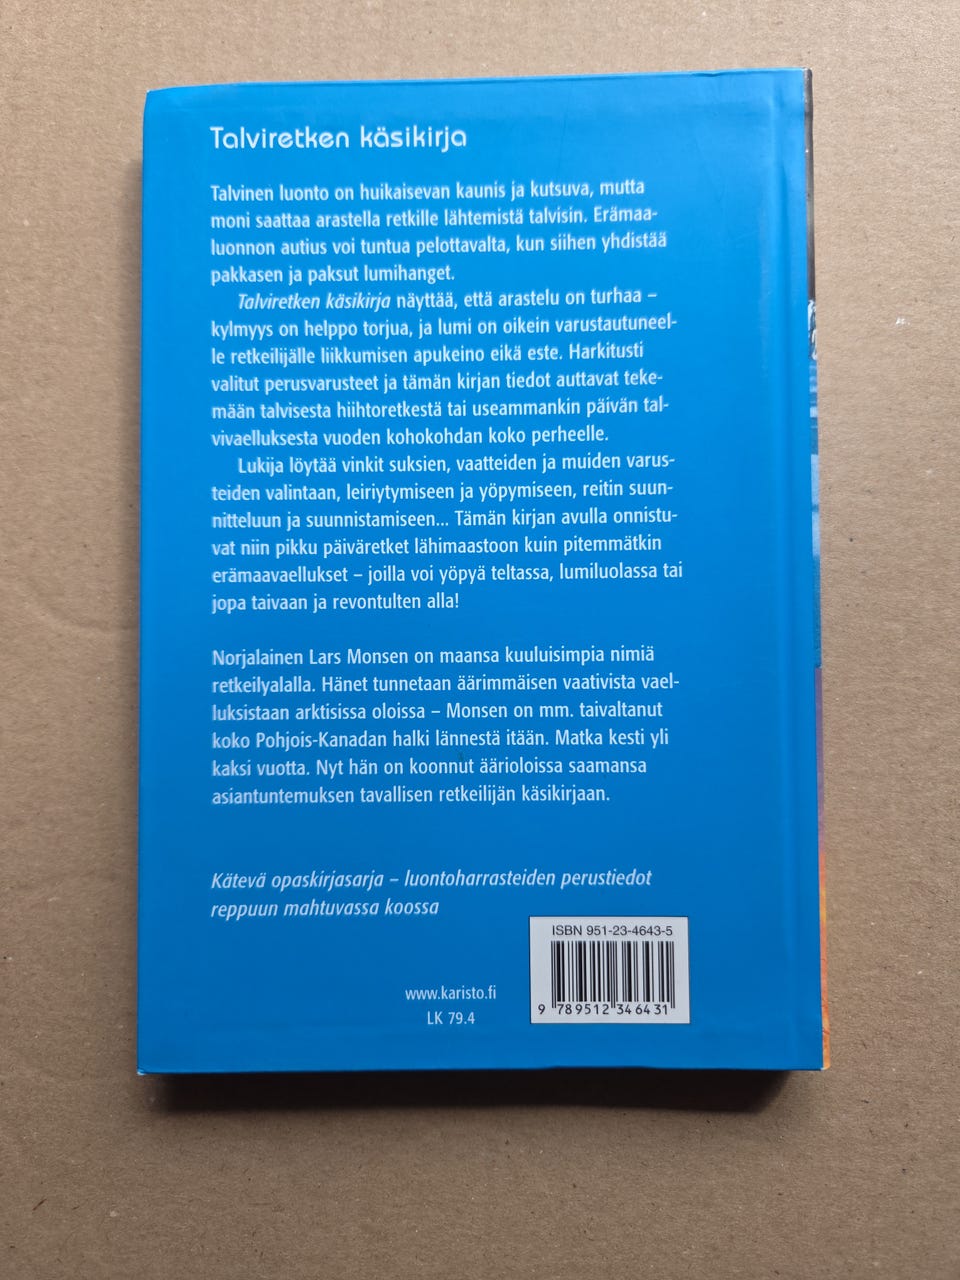 Talviretken käsikirja
Talvinen luonto on huikaisevan kaunis ja kutsuva, mutta
moni saattaa arastella retkille lähtemistä talvisin. Erämaa-
luonnon autius voi tuntua pelottavalta, kun siihen yhdistää
pakkasen ja paksut lumihanget.
Talviretken käsikirja näyttää, että arastelu on turhaa –
kylmyys on helppo torjua, ja lumi on oikein varustautuneel-
le retkeilijälle liikkumisen apukeino eikä este. Harkitusti
valitut perusvarusteet ja tämän kirjan tiedot auttavat teke-
mään talvisesta hiihtoretkestä tai useammankin päivän tal-
vivaelluksesta vuoden kohokohdan koko perheelle.
Lukija löytää vinkit suksien, vaatteiden ja muiden varus-
teiden valintaan, leiriytymiseen ja yöpymiseen, reitin suun-
nitteluun ja suunnistamiseen... Tämän kirjan avulla onnistu-
vat niin pikku päiväretket lähimaastoon kuin pitemmätkin
erämaavaellukset – joilla voi yöpyä teltassa, lumiluolassa tai
jopa taivaan ja revontulten alla!
Norjalainen Lars Monsen on maansa kuuluisimpia nimiä
retkeilyalalla. Hänet tunnetaan äärimmäisen vaativista vael-
luksistaan arktisissa oloissa – Monsen on mm. taivaltanut
koko Pohjois-Kanadan halki lännestä itään. Matka kesti yli
kaksi vuotta. Nyt hän on koonnut äärioloissa saamansa
asiantuntemuksen tavallisen retkeilijän käsikirjaan.
Kätevä opaskirjasarja – luontoharrasteiden perustiedot
reppuun mahtuvassa koossa
ISBN 951-23-4643-5
9 789512 346431
www.karisto.fi
LK 79.4